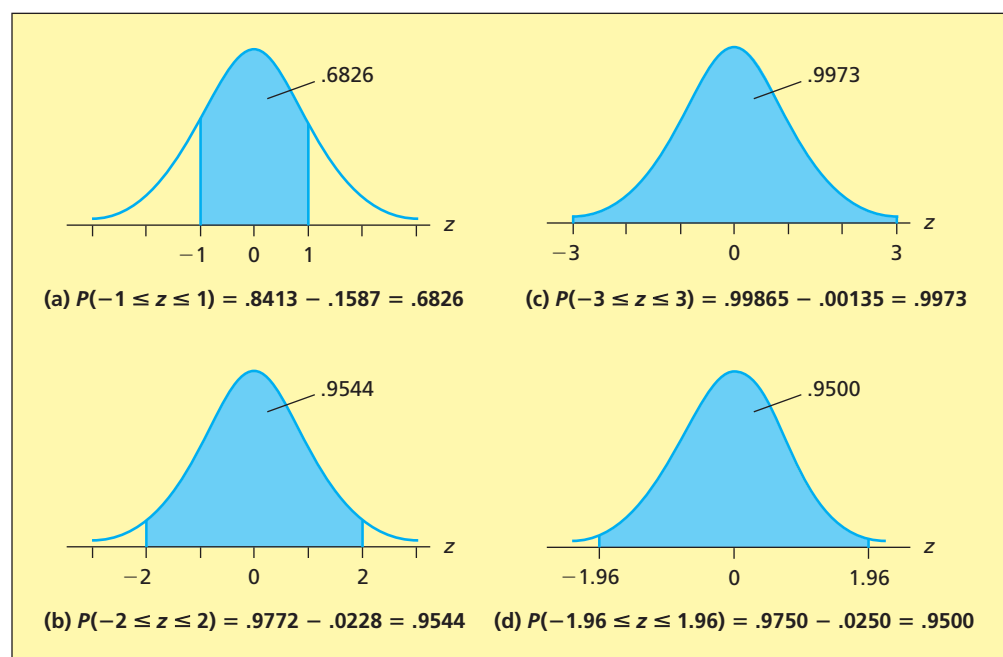 .6826
z
−1 0 1
(a) P(−1 ≤ z ≤ 1) = .8413 − .1587 = .6826
.9973
z
−3 0 3
(c) P(−3 ≤ z ≤ 3) = .99865 − .00135 = .9973
.9544
z
−2 0 2
(b) P(−2 ≤ z ≤ 2) = .9772 − .0228 = .9544
.9500
z
−1.96 0 1.96
(d) P(−1.96 ≤ z ≤ 1.96) = .9750 − .0250 = .9500